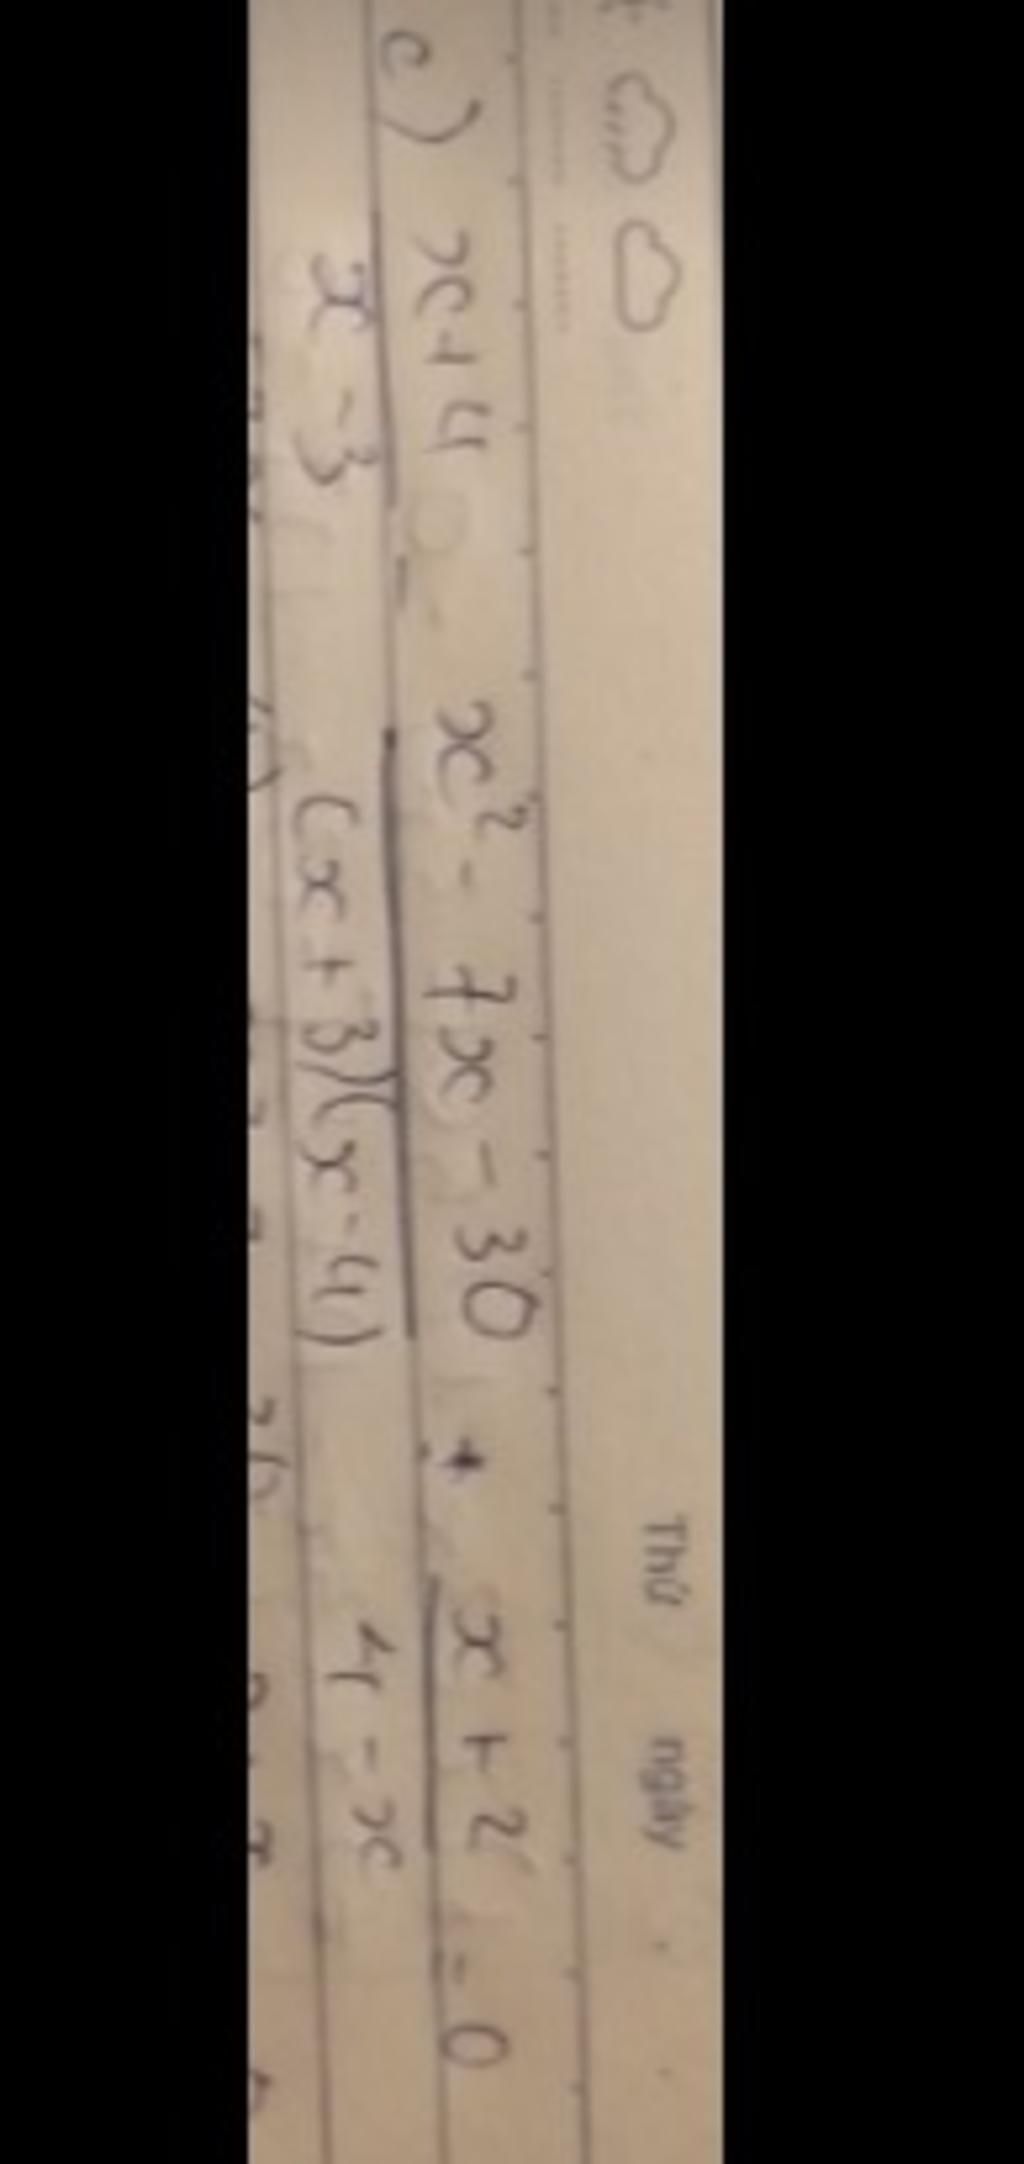 Thứ ngày
c) x+4 / x-3 - x² - 7x - 30 / (x+3)(x-4) + x+2 / 4-x = 0